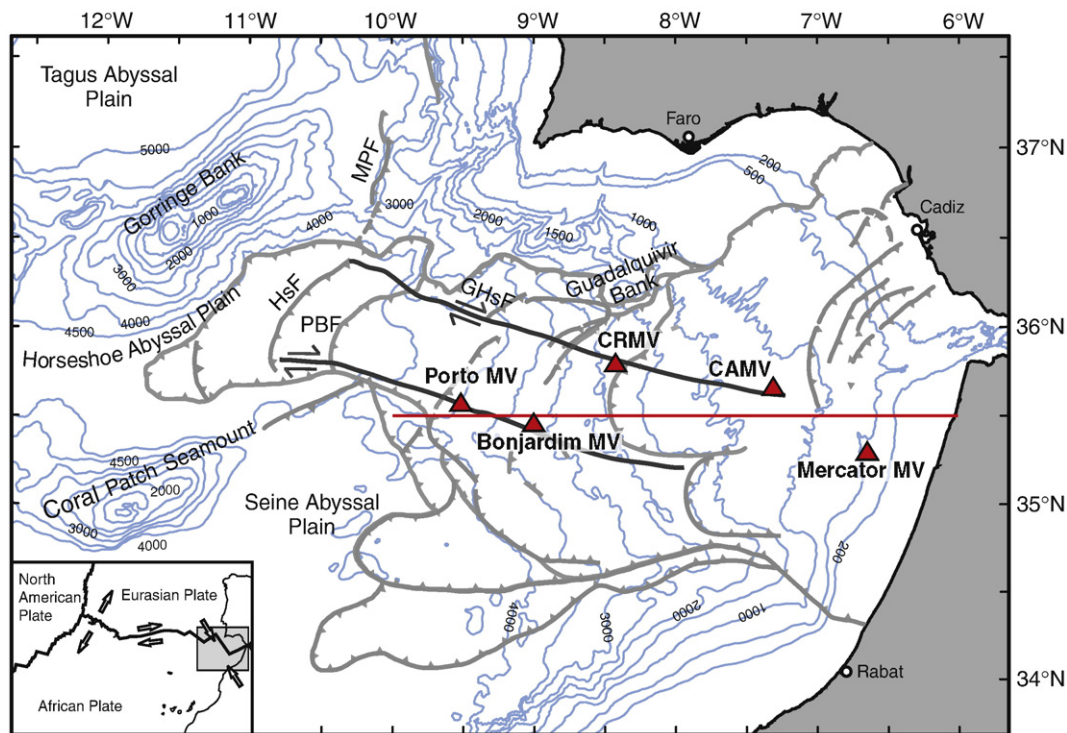 12°W 11°W 10°W 9°W 8°W 7°W 6°W
Tagus Abyssal
Plain
Faro
37°N
200
500
5000
MPF
Gorringe Bank
1000
3000
2000
4000
3000
2000
1500
1000
Cadiz
Guadalquivir
Bank
HsF
GHsF
4500
4000
Horseshoe Abyssal Plain
PBF
36°N
CRMV
CAMV
Porto MV
Bonjardim MV
Mercator MV
4500
Coral Patch Seamount
2000
3000
4000
Seine Abyssal
Plain
35°N
200
4000
3000
2000
1000
North
American
Plate
Eurasian Plate
African Plate
Rabat
34°N